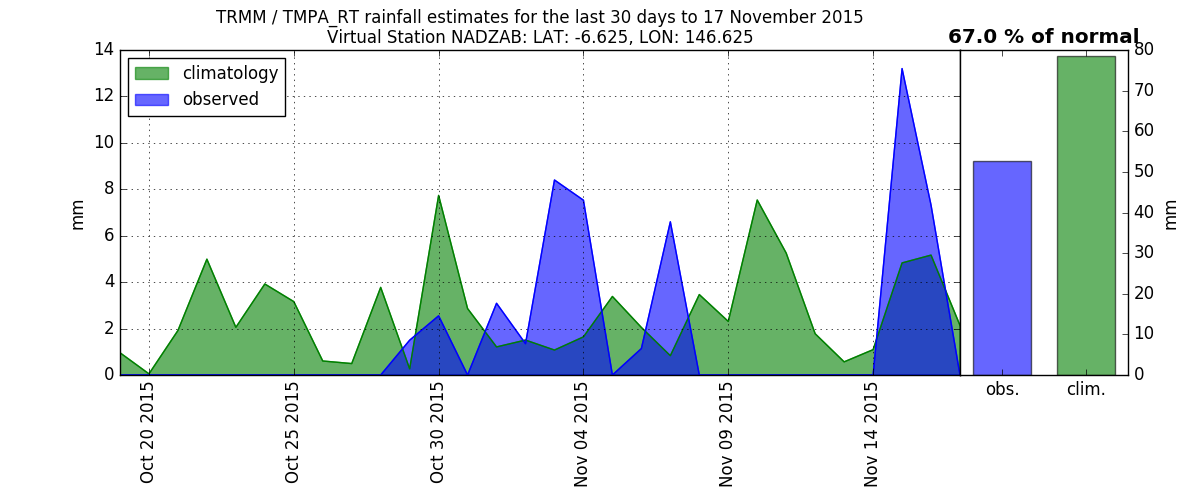 TRMM / TMPA_RT rainfall estimates for the last 30 days to 17 November 2015
Virtual Station NADZAB: LAT: -6.625, LON: 146.625
67.0 % of normal
climatology
observed
14
12
10
8
6
4
2
0
mm
80
70
60
50
40
30
20
10
0
mm
Oct 20 2015
Oct 25 2015
Oct 30 2015
Nov 04 2015
Nov 09 2015
Nov 14 2015
obs.
clim.